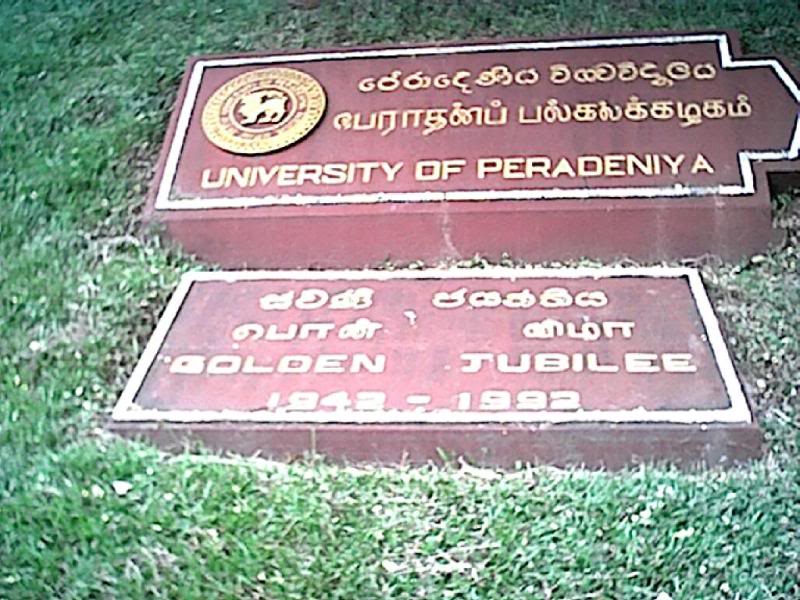 පේරාදෙණිය විශ්වවිද්‍යාලය
பேராதனைப் பல்கலைக்கழகம்
UNIVERSITY OF PERADENIYA
ස්වර්ණ ජයන්තිය
பொன் விழா
GOLDEN JUBILEE
1942 - 1992